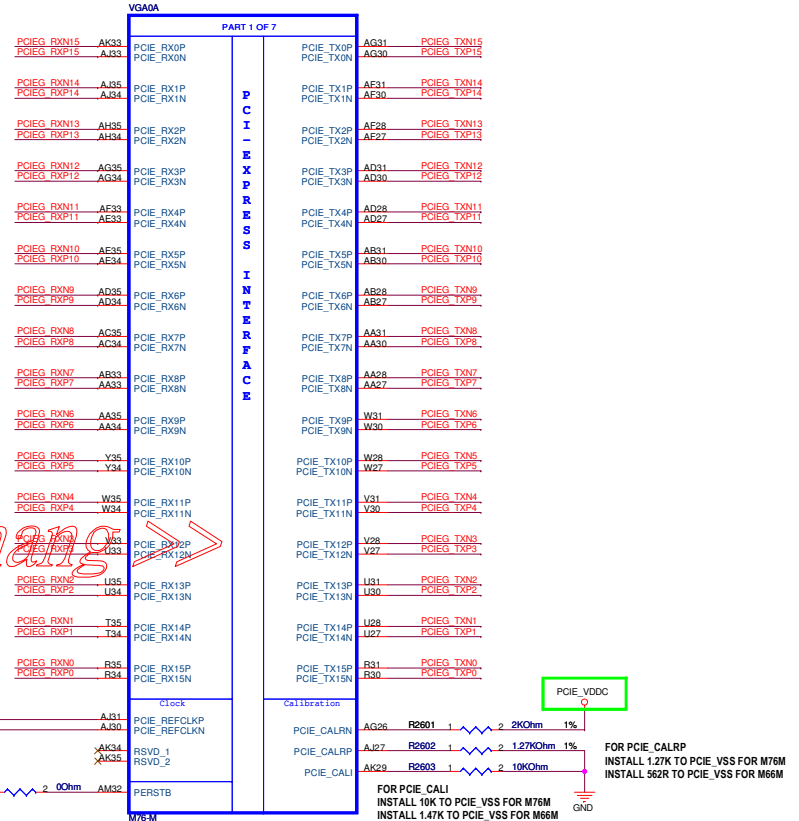 VGA0A
PART 1 OF 7
PCIEG_RXN15 AK33 PCIE_RX0P PCIE_TX0P AG31 PCIEG_TXN15
PCIEG_RXP15 AJ33 PCIE_RX0N PCIE_TX0N AG30 PCIEG_TXP15
PCIEG_RXN14 AJ35 PCIE_RX1P PCIE_TX1P AF31 PCIEG_TXN14
PCIEG_RXP14 AJ34 PCIE_RX1N PCIE_TX1N AF30 PCIEG_TXP14
PCIEG_RXN13 AH35 PCIE_RX2P PCIE_TX2P AF28 PCIEG_TXN13
PCIEG_RXP13 AH34 PCIE_RX2N PCIE_TX2N AF27 PCIEG_TXP13
PCIEG_RXN12 AG35 PCIE_RX3P PCIE_TX3P AD31 PCIEG_TXN12
PCIEG_RXP12 AG34 PCIE_RX3N PCIE_TX3N AD30 PCIEG_TXP12
PCIEG_RXN11 AF33 PCIE_RX4P PCIE_TX4P AD28 PCIEG_TXN11
PCIEG_RXP11 AE33 PCIE_RX4N PCIE_TX4N AD27 PCIEG_TXP11
PCIEG_RXN10 AE35 PCIE_RX5P PCIE_TX5P AB31 PCIEG_TXN10
PCIEG_RXP10 AE34 PCIE_RX5N PCIE_TX5N AB30 PCIEG_TXP10
PCIEG_RXN9 AD35 PCIE_RX6P PCIE_TX6P AB28 PCIEG_TXN9
PCIEG_RXP9 AD34 PCIE_RX6N PCIE_TX6N AB27 PCIEG_TXP9
PCIEG_RXN8 AC35 PCIE_RX7P PCIE_TX7P AA31 PCIEG_TXN8
PCIEG_RXP8 AC34 PCIE_RX7N PCIE_TX7N AA30 PCIEG_TXP8
PCIEG_RXN7 AB33 PCIE_RX8P PCIE_TX8P AA28 PCIEG_TXN7
PCIEG_RXP7 AA33 PCIE_RX8N PCIE_TX8N AA27 PCIEG_TXP7
PCIEG_RXN6 AA35 PCIE_RX9P PCIE_TX9P W31 PCIEG_TXN6
PCIEG_RXP6 AA34 PCIE_RX9N PCIE_TX9N W30 PCIEG_TXP6
PCIEG_RXN5 Y35 PCIE_RX10P PCIE_TX10P W28 PCIEG_TXN5
PCIEG_RXP5 Y34 PCIE_RX10N PCIE_TX10N W27 PCIEG_TXP5
PCIEG_RXN4 W35 PCIE_RX11P PCIE_TX11P V31 PCIEG_TXN4
PCIEG_RXP4 W34 PCIE_RX11N PCIE_TX11N V30 PCIEG_TXP4
PCIEG_RXN3 V33 PCIE_RX12P PCIE_TX12P V28 PCIEG_TXN3
PCIEG_RXP3 U33 PCIE_RX12N PCIE_TX12N V27 PCIEG_TXP3
PCIEG_RXN2 U35 PCIE_RX13P PCIE_TX13P U31 PCIEG_TXN2
PCIEG_RXP2 U34 PCIE_RX13N PCIE_TX13N U30 PCIEG_TXP2
PCIEG_RXN1 T35 PCIE_RX14P PCIE_TX14P U28 PCIEG_TXN1
PCIEG_RXP1 T34 PCIE_RX14N PCIE_TX14N U27 PCIEG_TXP1
PCIEG_RXN0 R35 PCIE_RX15P PCIE_TX15P R31 PCIEG_TXN0
PCIEG_RXP0 R34 PCIE_RX15N PCIE_TX15N R30 PCIEG_TXP0
PCI-EXPRESS INTERFACE
>>
PCIE_VDDC
Clock Calibration
AJ31 PCIE_REFCLKP
AJ30 PCIE_REFCLKN PCIE_CALRN AG26 R2601 1 2 2KOhm 1%
AK34 RSVD_1 PCIE_CALRP AJ27 R2602 1 2 1.27KOhm 1%
AK35 RSVD_2
PCIE_CALI AK29 R2603 1 2 10KOhm
FOR PCIE_CALRP
INSTALL 1.27K TO PCIE_VSS FOR M76M
INSTALL 562R TO PCIE_VSS FOR M66M
2 0Ohm AM32 PERSTB
GND
FOR PCIE_CALI
INSTALL 10K TO PCIE_VSS FOR M76M
INSTALL 1.47K TO PCIE_VSS FOR M66M
M76-M